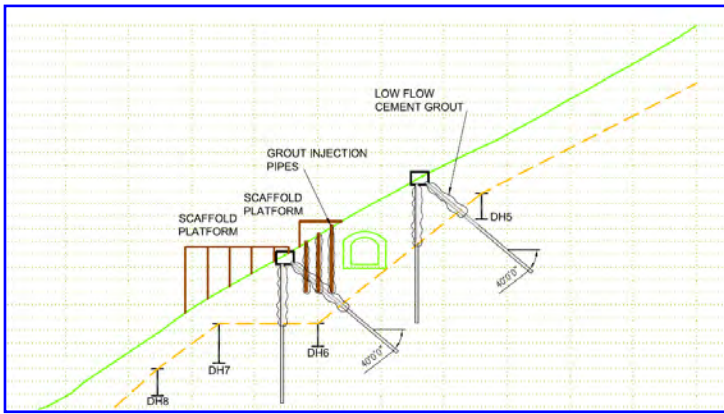 LOW FLOW
CEMENT GROUT
GROUT INJECTION
PIPES
SCAFFOLD
PLATFORM
SCAFFOLD
PLATFORM
DH5
40'0'0"
DH6
40'0'0"
DH7
DH8